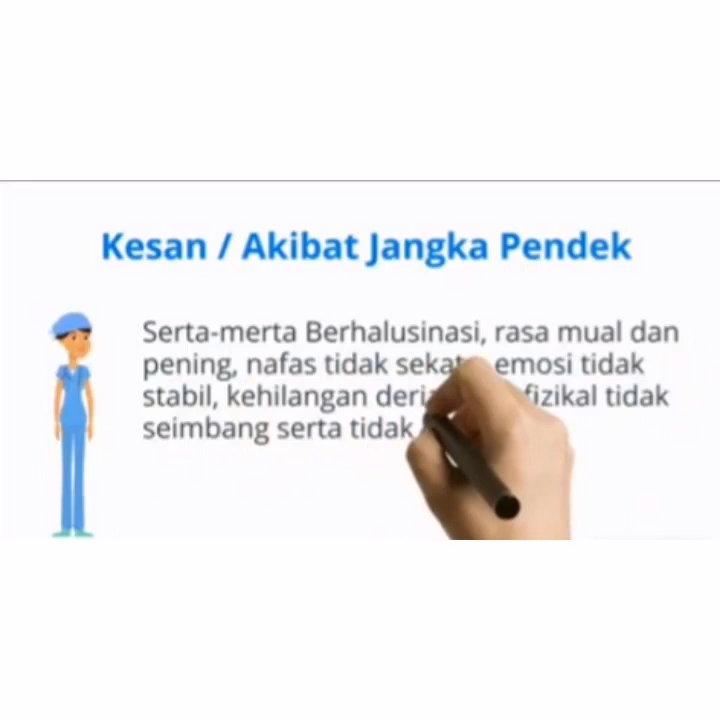 Kesan / Akibat Jangka Pendek
Serta-merta Berhalusinasi, rasa mual dan
pening, nafas tidak emosi tidak
stabil, kehilangan fizikal tidak
seimbang serta tidak